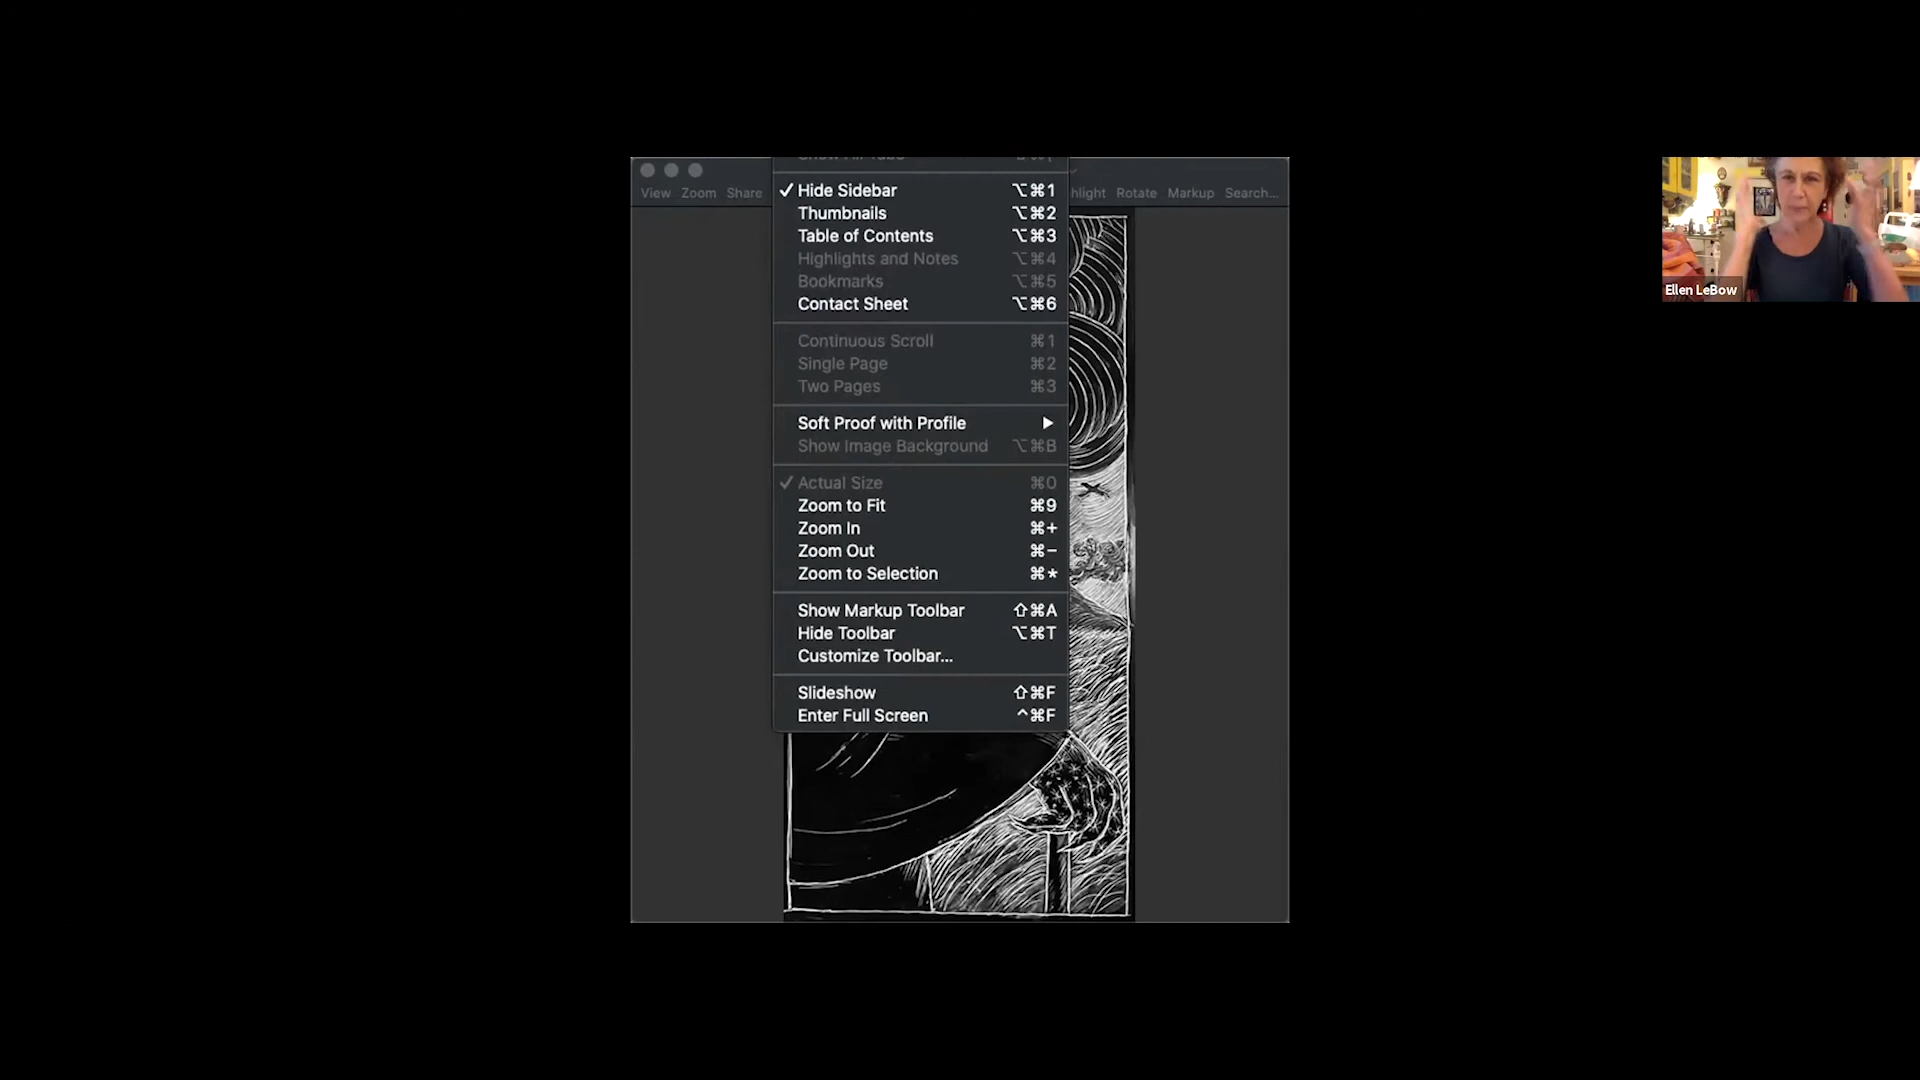 View Zoom Share
hlight Rotate Markup Search...
✓ Hide Sidebar ⌥⌘1
Thumbnails ⌥⌘2
Table of Contents ⌥⌘3
Highlights and Notes ⌥⌘4
Bookmarks ⌥⌘5
Contact Sheet ⌥⌘6
Continuous Scroll ⌘1
Single Page ⌘2
Two Pages ⌘3
Soft Proof with Profile ▶
Show Image Background ⌥⌘B
✓ Actual Size ⌘0
Zoom to Fit ⌘9
Zoom In ⌘+
Zoom Out ⌘−
Zoom to Selection ⌘*
Show Markup Toolbar ⇧⌘A
Hide Toolbar ⌥⌘T
Customize Toolbar...
Slideshow ⇧⌘F
Enter Full Screen ^⌘F
Ellen LeBow